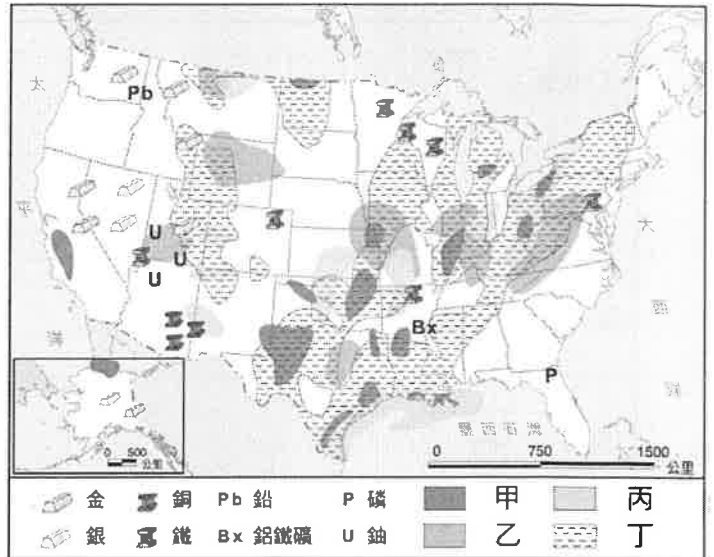 太
平
洋
大
西
洋
墨西哥灣
Pb
U
U
U
Bx
P
0 500
公里
0 750 1500
公里
金 銅 Pb 鉛 P 磷 甲 丙
銀 鐵 Bx 鋁鐵礦 U 鈾 乙 丁